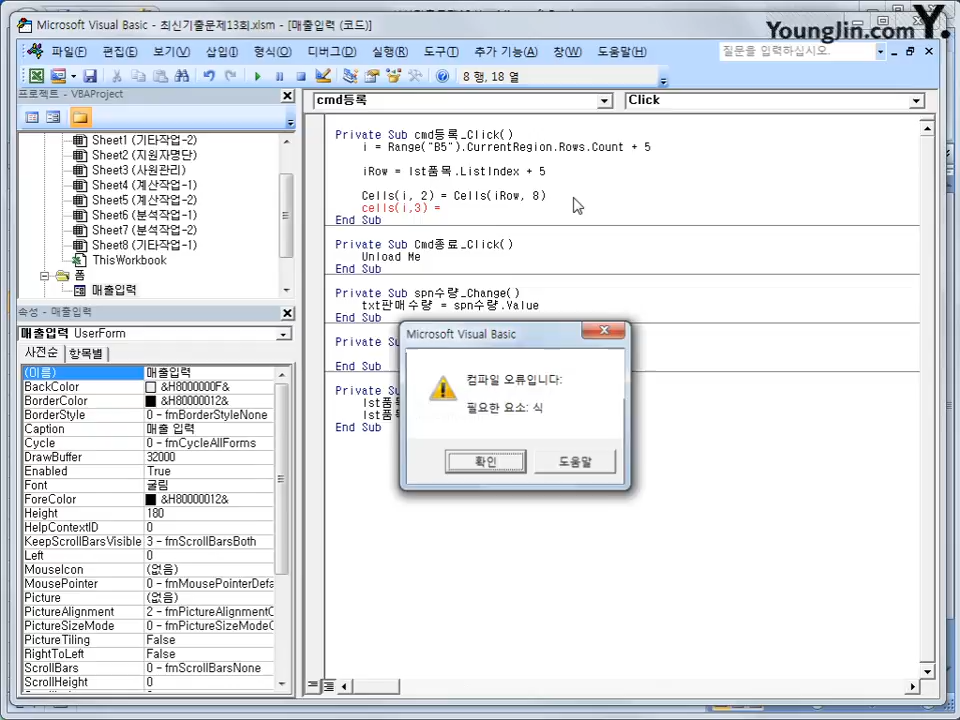 Microsoft Visual Basic - 최신기출문제13회.xlsm - [매출입력 (코드)]
Younglin.com Y.
파일(F) 편집(E) 보기(V) 삽입(I) 형식(O) 디버그(D) 실행(R) 도구(T) 추가 기능(A) 창(W) 도움말(H) 질문을 입력하십시오.
8 행, 18 열
프로젝트 - VBAProject
cmd등록 Click
Sheet1 (기타작업-2)
Sheet2 (지원자명단)
Sheet3 (사원관리)
Sheet4 (계산작업-1)
Sheet5 (계산작업-2)
Sheet6 (분석작업-1)
Sheet7 (분석작업-2)
Sheet8 (기타작업-1)
ThisWorkbook
폼
매출입력
Private Sub cmd등록_Click()
i = Range("B5").CurrentRegion.Rows.Count + 5
iRow = lst품목.ListIndex + 5
Cells(i, 2) = Cells(iRow, 8)
cells(i,3) =
End Sub
Private Sub Cmd종료_Click()
Unload Me
End Sub
Private Sub spn수량_Change()
txt판매수량 = spn수량.Value
End Sub
Private Su
End Sub
Private Su
lst품목
lst품목
End Sub
Microsoft Visual Basic
컴파일 오류입니다:
필요한 요소: 식
확인 도움말
속성 - 매출입력
매출입력 UserForm
사전순 항목별
(이름) 매출입력
BackColor &H8000000F&
BorderColor &H80000012&
BorderStyle 0 - fmBorderStyleNone
Caption 매출 입력
Cycle 0 - fmCycleAllForms
DrawBuffer 32000
Enabled True
Font 굴림
ForeColor &H80000012&
Height 180
HelpContextID 0
KeepScrollBarsVisible 3 - fmScrollBarsBoth
Left 0
MouseIcon (없음)
MousePointer 0 - fmMousePointerDefa
Picture (없음)
PictureAlignment 2 - fmPictureAlignmentC
PictureSizeMode 0 - fmPictureSizeModeC
PictureTiling False
RightToLeft False
ScrollBars 0 - fmScrollBarsNone
ScrollHeight 0